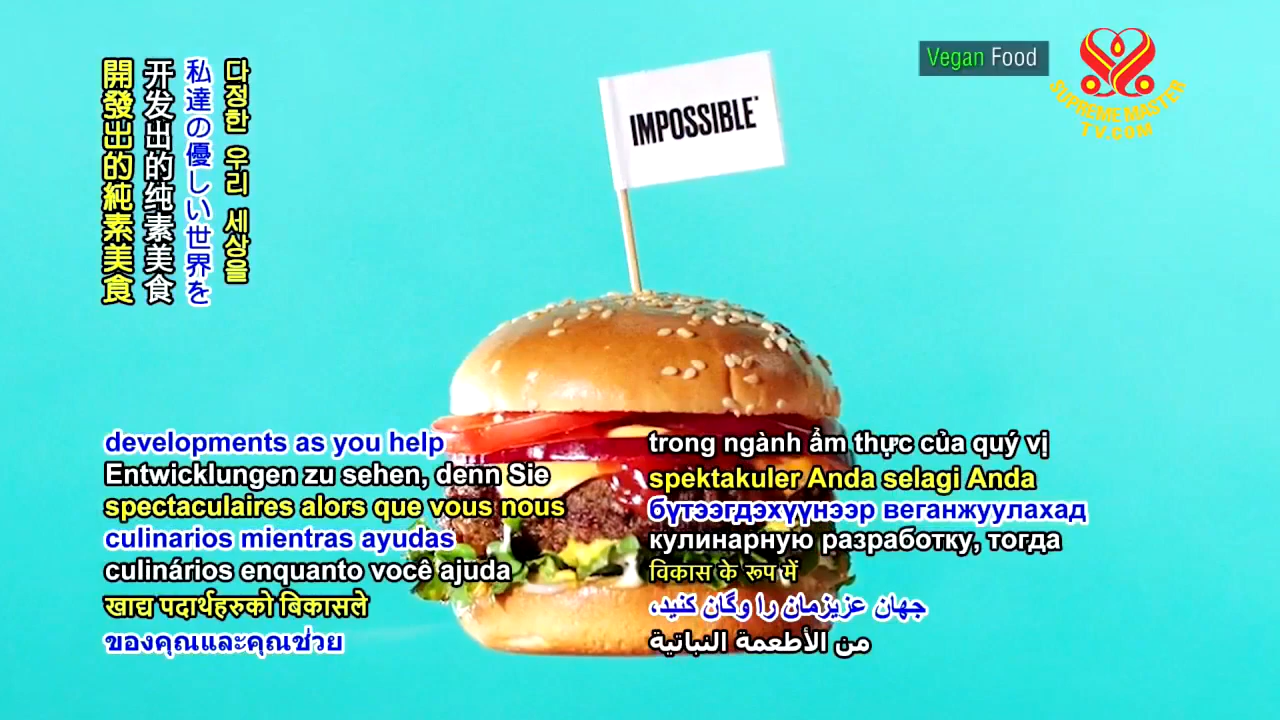 Vegan Food
SUPREME MASTER
TV.COM
IMPOSSIBLE™
開發出的純素美食
开发出的纯素美食
私達の優しい世界を
다정한 우리 세상을
developments as you help
Entwicklungen zu sehen, denn Sie
spectaculaires alors que vous nous
culinarios mientras ayudas
culinários enquanto você ajuda
खाद्य पदार्थहरुको बिकासले
ของคุณและคุณช่วย
trong ngành ẩm thực của quý vị
spektakuler Anda selagi Anda
бүтээгдэхүүнээр веганжуулахад
кулинарную разработку, тогда
विकास के रूप में
جهان عزیزمان را وگان کنید،
من الأطعمة النباتية